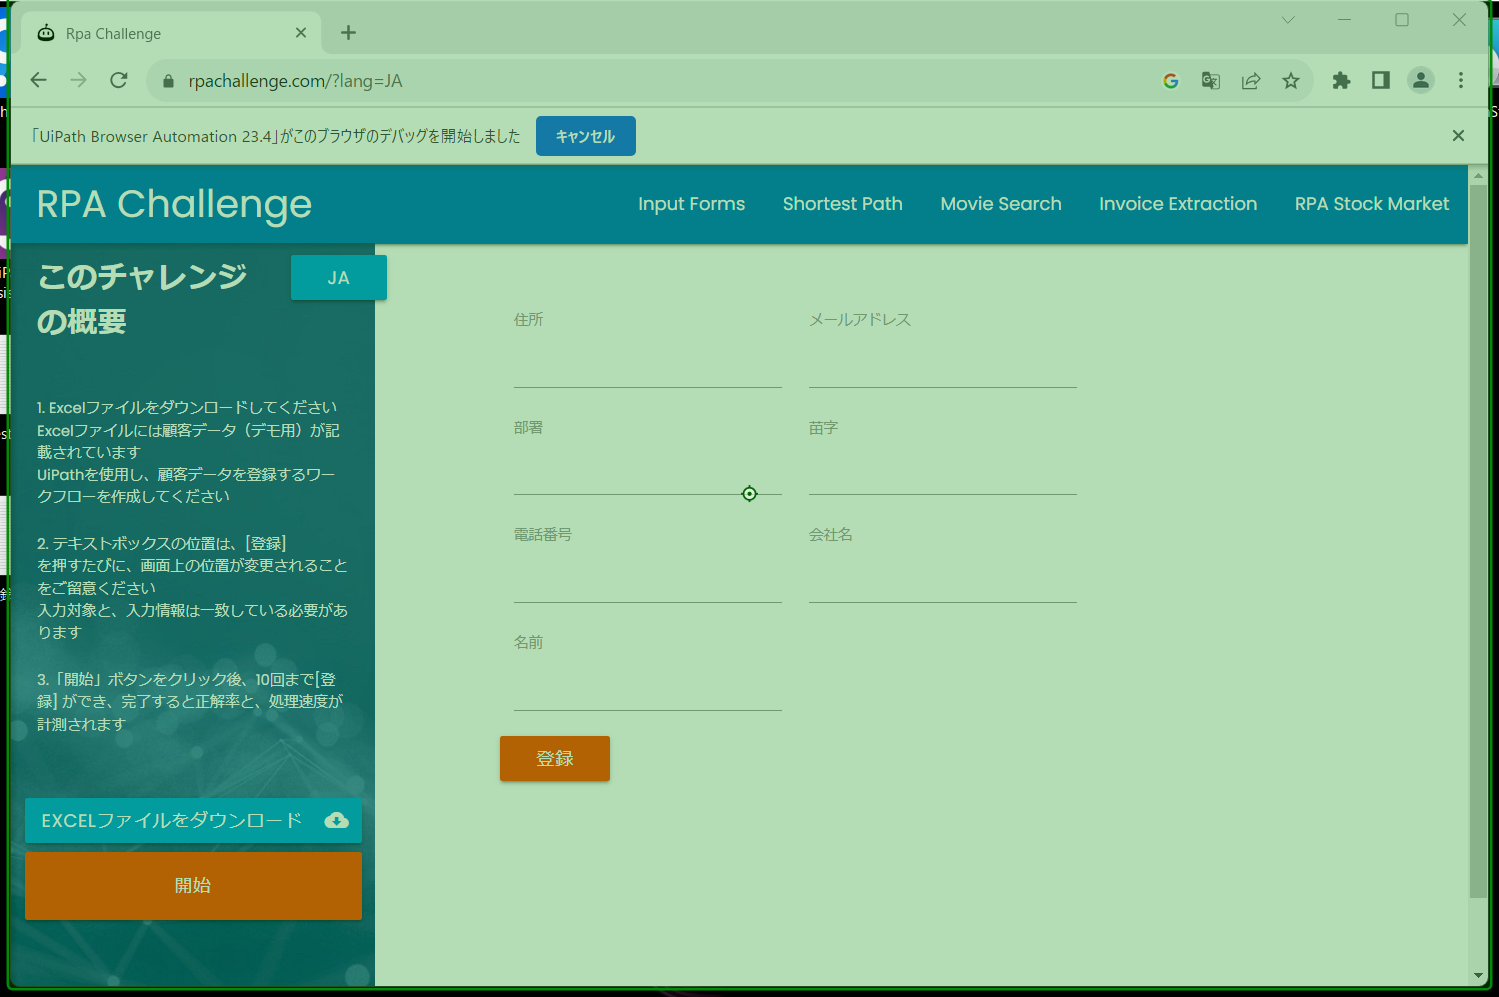 Rpa Challenge
rpachallenge.com/?lang=JA
「UiPath Browser Automation 23.4」がこのブラウザのデバッグを開始しました
キャンセル
RPA Challenge
Input Forms
Shortest Path
Movie Search
Invoice Extraction
RPA Stock Market
このチャレンジ
の概要
JA
1. Excelファイルをダウンロードしてください
Excelファイルには顧客データ（デモ用）が記
載されています
UiPathを使用し、顧客データを登録するワー
クフローを作成してください
2. テキストボックスの位置は、[登録]
を押すたびに、画面上の位置が変更されること
をご留意ください
入力対象と、入力情報は一致している必要があ
ります
3.「開始」ボタンをクリック後、10回まで[登
録] ができ、完了すると正解率と、処理速度が
計測されます
EXCELファイルをダウンロード
開始
住所
メールアドレス
部署
苗字
電話番号
会社名
名前
登録